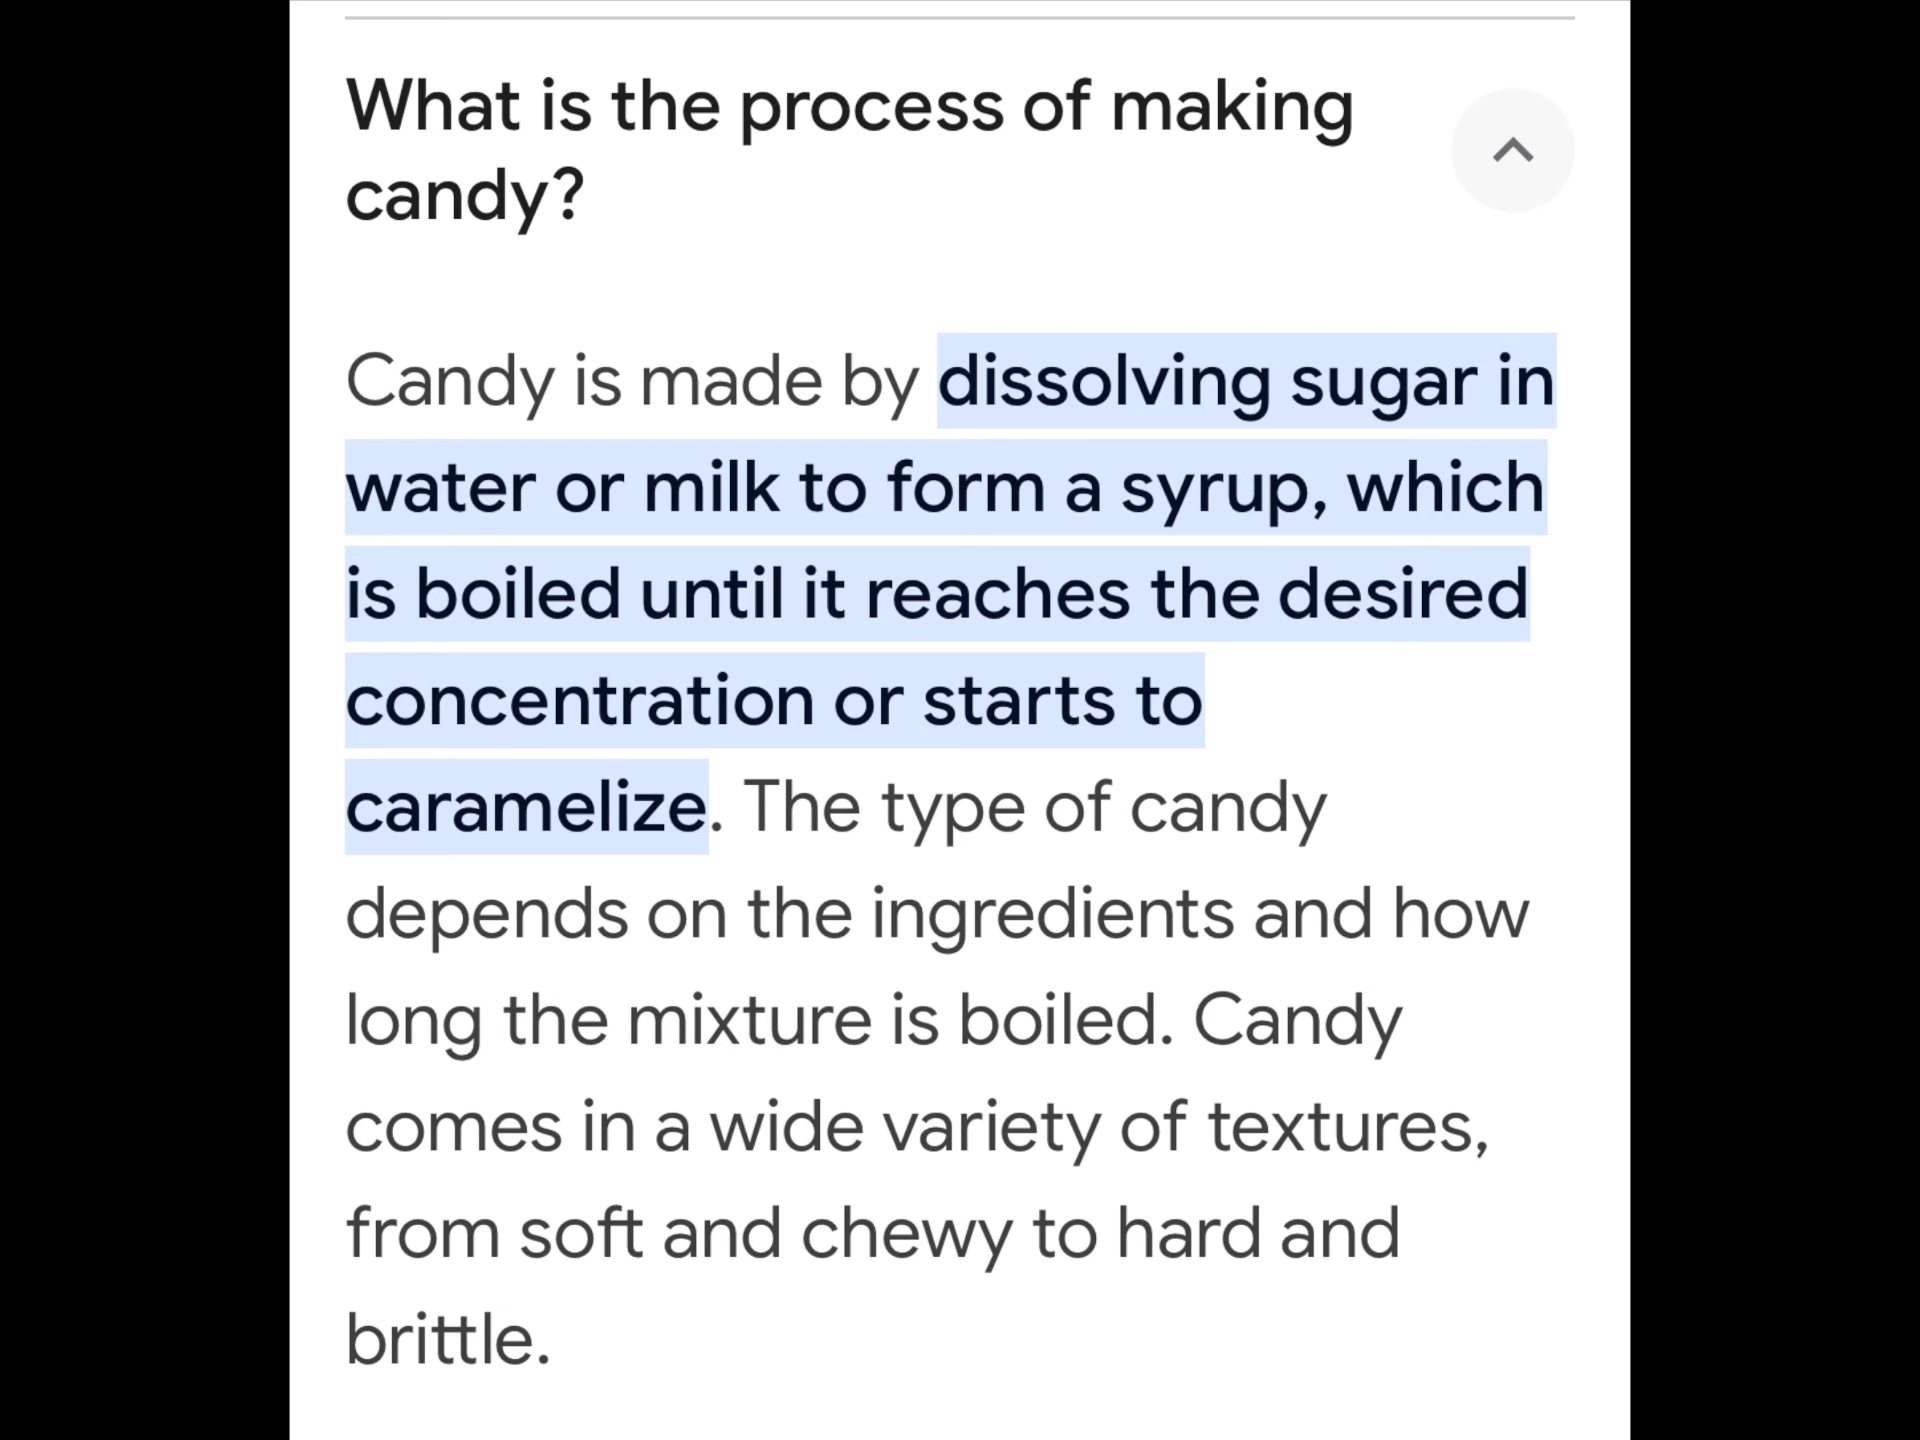 What is the process of making
candy?
Candy is made by dissolving sugar in
water or milk to form a syrup, which
is boiled until it reaches the desired
concentration or starts to
caramelize. The type of candy
depends on the ingredients and how
long the mixture is boiled. Candy
comes in a wide variety of textures,
from soft and chewy to hard and
brittle.